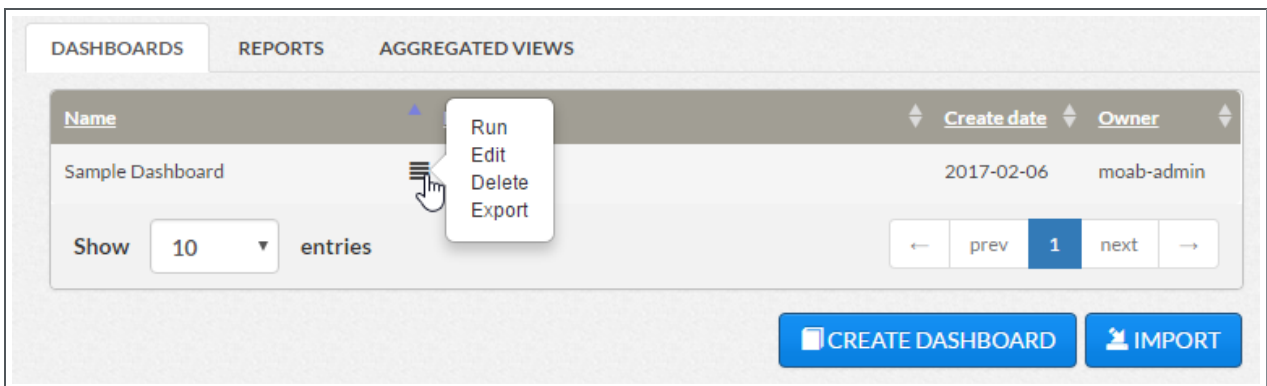 DASHBOARDS REPORTS AGGREGATED VIEWS
Name Create date Owner
Run
Edit
Delete
Export
Sample Dashboard 2017-02-06 moab-admin
Show 10 entries ← prev 1 next →
CREATE DASHBOARD IMPORT